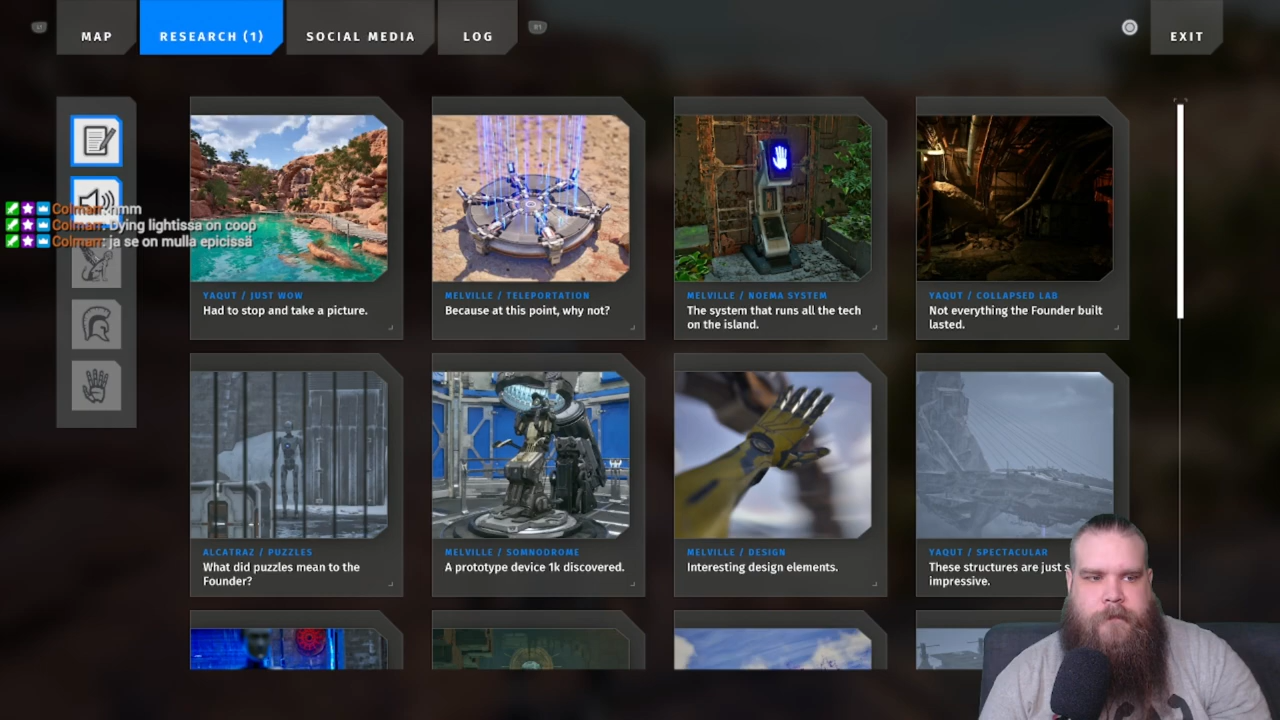 MAP
RESEARCH (1)
SOCIAL MEDIA
LOG
EXIT
Colmarr: hmm
Colmarr: Dying lightissa on coop
Colmarr: ja se on mulla epicissä
YAQUT / JUST WOW
Had to stop and take a picture.
MELVILLE / TELEPORTATION
Because at this point, why not?
MELVILLE / NOEMA SYSTEM
The system that runs all the tech
on the island.
YAQUT / COLLAPSED LAB
Not everything the Founder built
lasted.
ALCATRAZ / PUZZLES
What did puzzles mean to the
Founder?
MELVILLE / SOMNODROME
A prototype device 1k discovered.
MELVILLE / DESIGN
Interesting design elements.
YAQUT / SPECTACULAR
These structures are just
impressive.